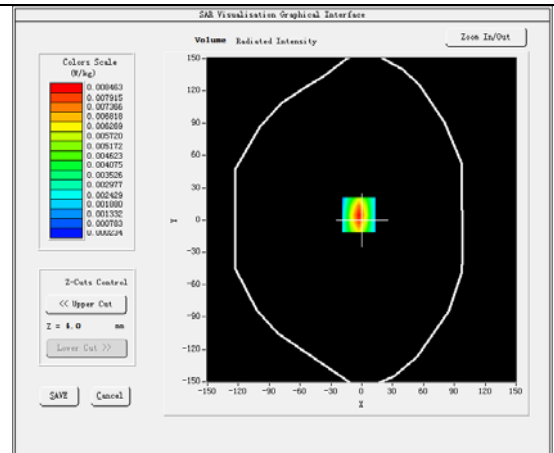 SAR Visualisation Graphical Interface
Volume Radiated Intensity
Zoom In/Out
Colors Scale
(W/kg)
0.008463
0.007915
0.007366
0.006818
0.006269
0.005720
0.005172
0.004623
0.004075
0.003526
0.002977
0.002429
0.001880
0.001332
0.000783
0.000234
Z-Cuts Control
<< Upper Cut
Z = 4.0 mm
Lower Cut >>
SAVE Cancel
150
120
90
60
30
0
-30
-60
-90
-120
-150
Y
-150 -120 -90 -60 -30 0 30 60 90 120 150
X